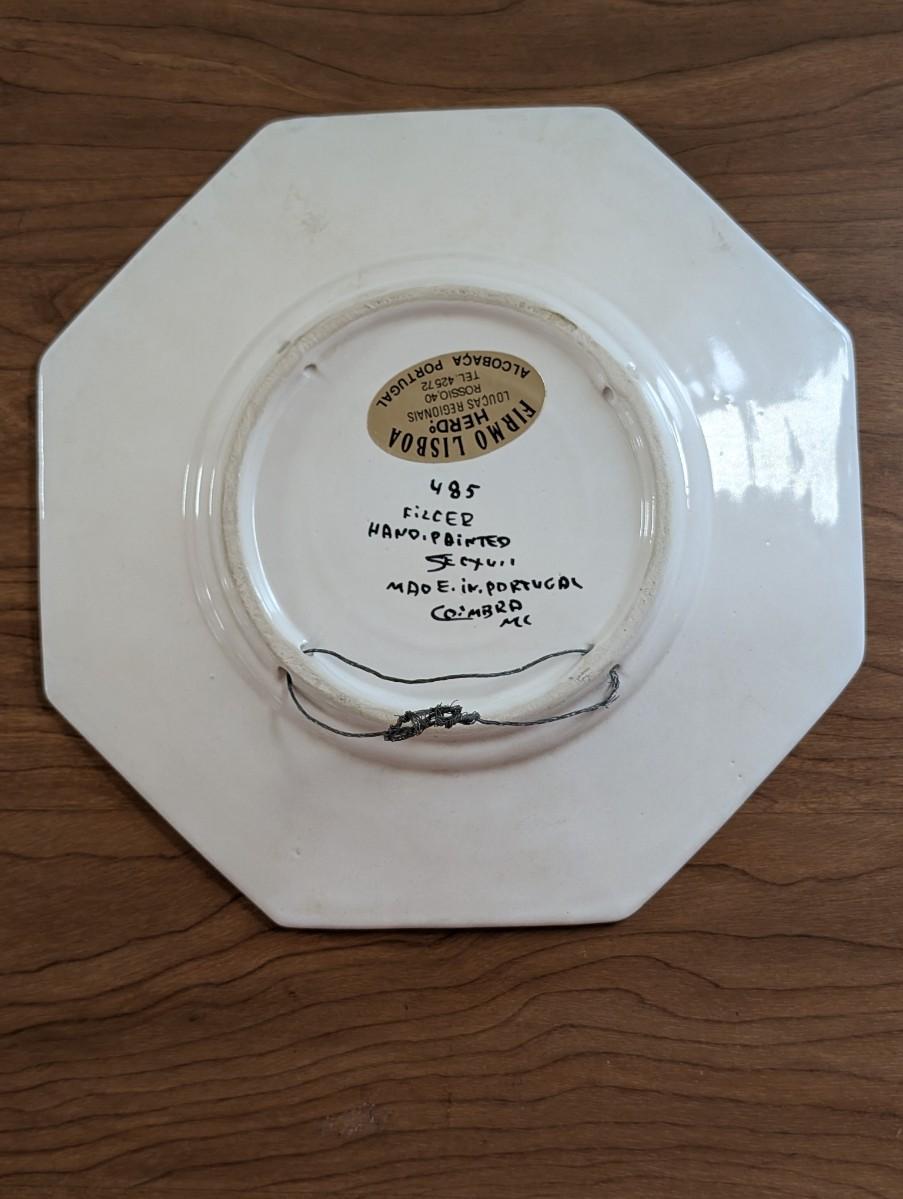 FIRMO LISBOA
HERDº
LOUÇAS REGIONAIS
ROSSIO,40
TEL.42572
ALCOBAÇA PORTUGAL
485
FILCER
HAND.PAINTED
SEC XVII
MADE.in.PORTUGAL
COiMBRA
MC